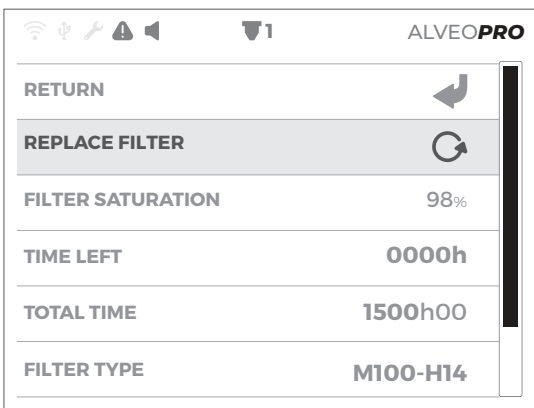 1 ALVEOPRO
RETURN
REPLACE FILTER
FILTER SATURATION 98%
TIME LEFT 0000h
TOTAL TIME 1500h00
FILTER TYPE M100-H14